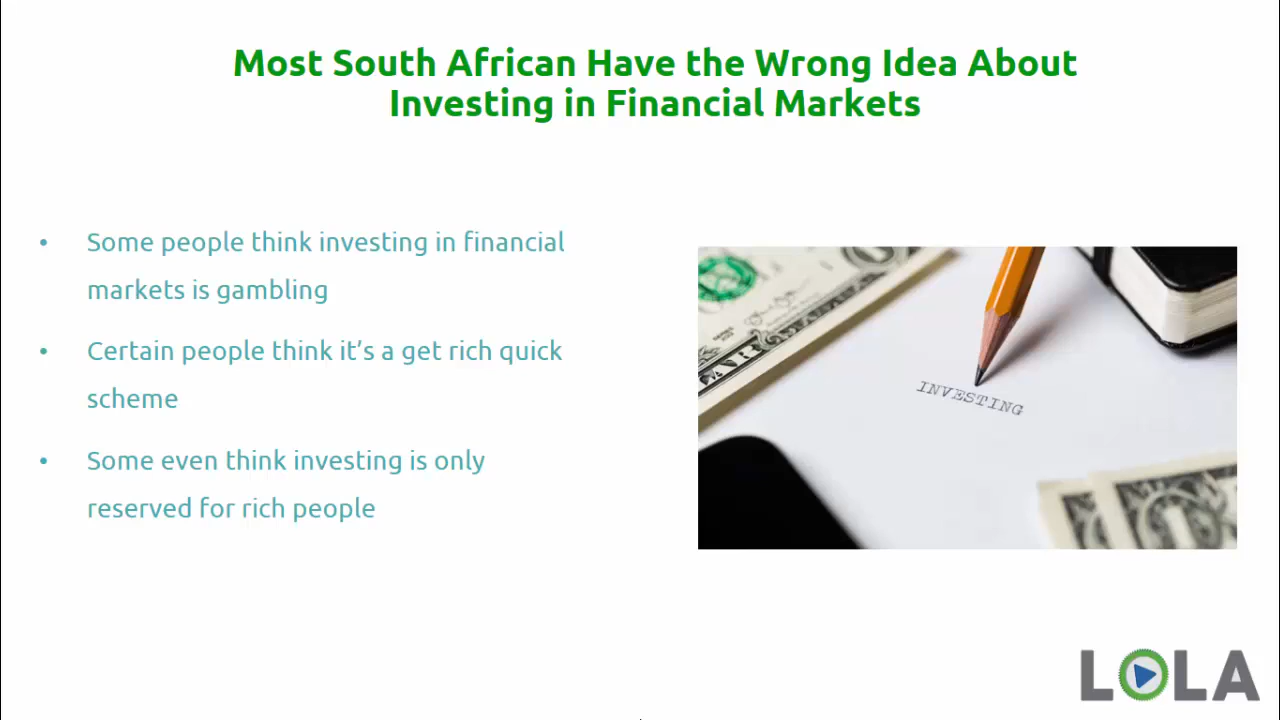 Most South African Have the Wrong Idea About
Investing in Financial Markets
• Some people think investing in financial
markets is gambling
• Certain people think it’s a get rich quick
scheme
• Some even think investing is only
reserved for rich people
INVESTING
LOLA